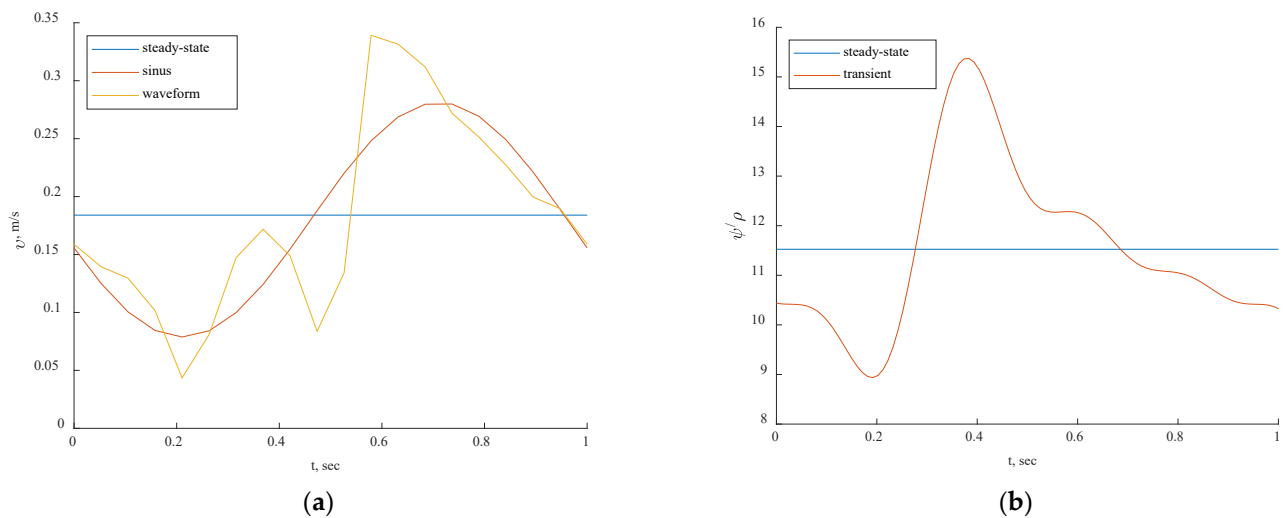 0.35
0.3
0.25
0.2
0.15
0.1
0.05
0
υ, m/s
steady-state
sinus
waveform
0
0.2
0.4
0.6
0.8
1
t, sec
(a)
16
15
14
13
12
11
10
9
8
ψ/ρ
steady-state
transient
0
0.2
0.4
0.6
0.8
1
t, sec
(b)